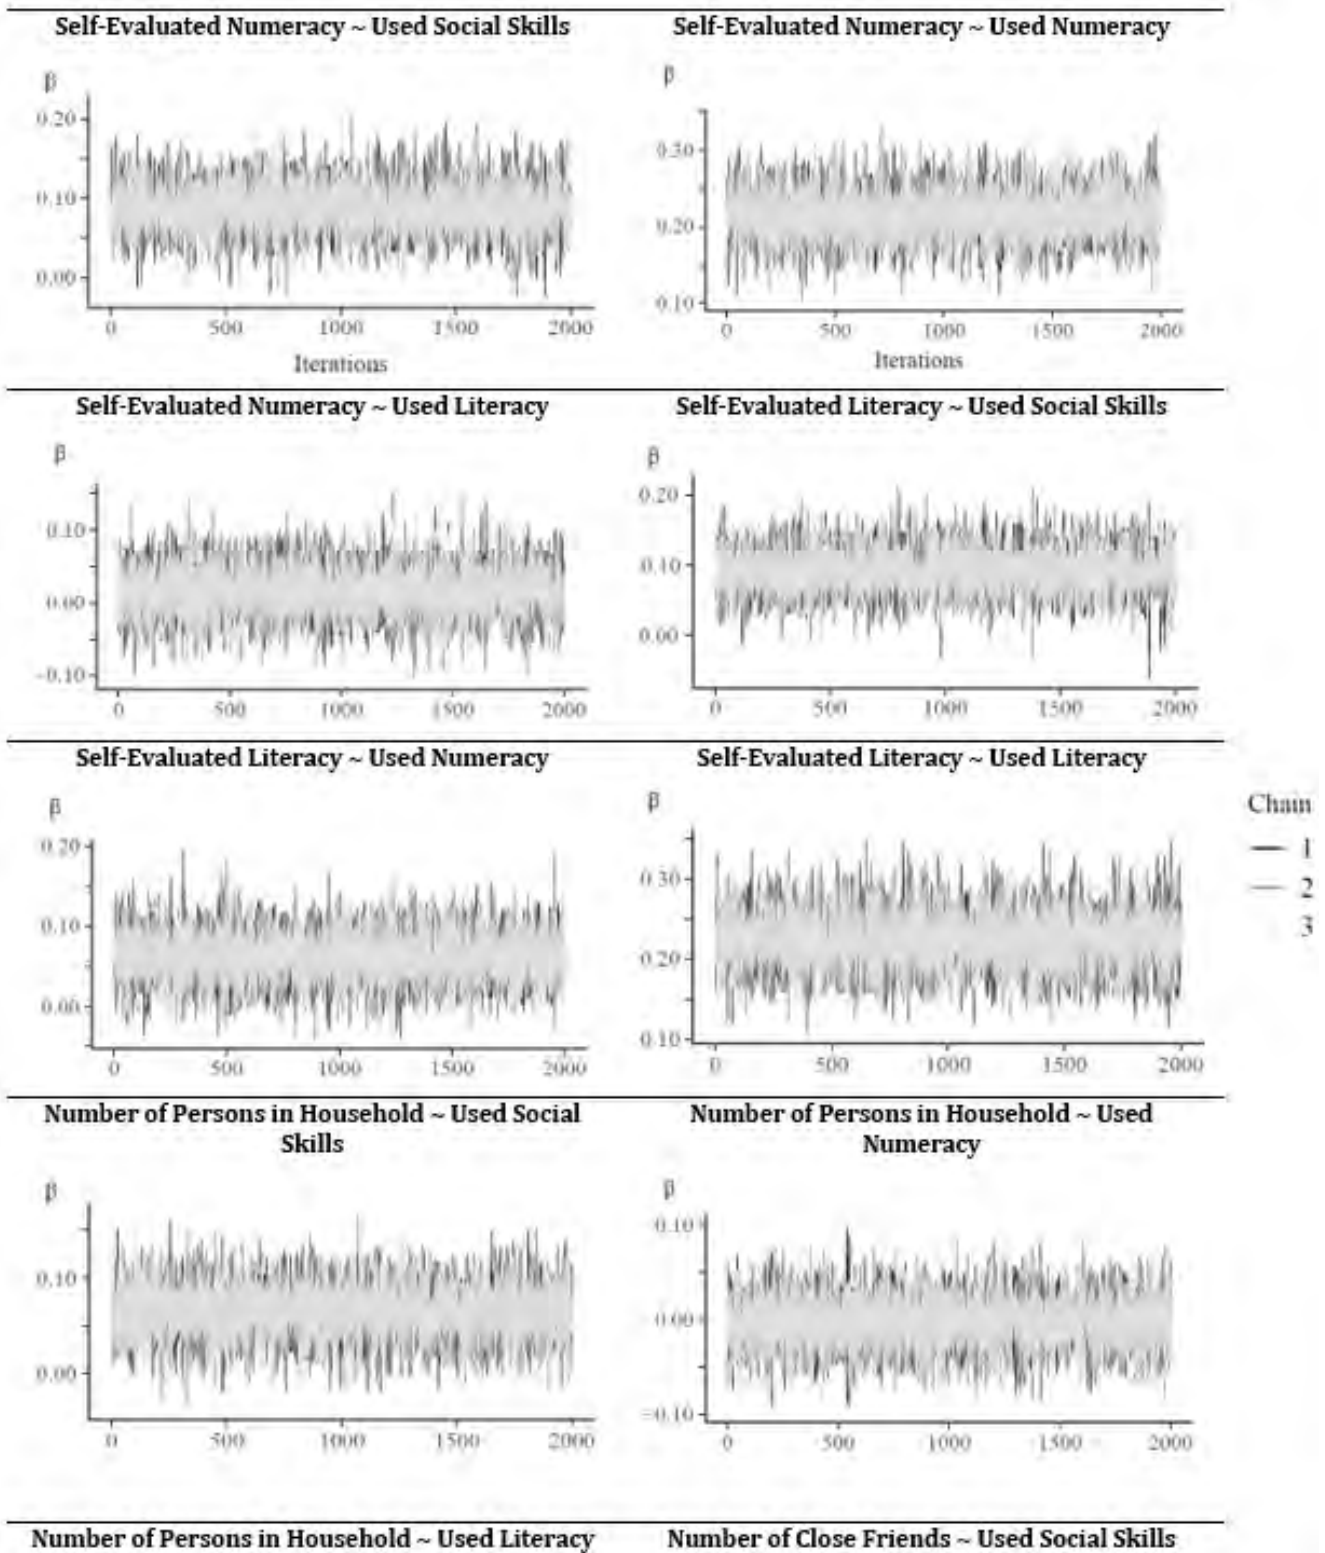 Self-Evaluated Numeracy ~ Used Social Skills
Self-Evaluated Numeracy ~ Used Numeracy
β
0.20
0.10
0.00
0
500
1000
1500
2000
Iterations
β
0.30
0.20
0.10
0
500
1000
1500
2000
Iterations
Self-Evaluated Numeracy ~ Used Literacy
Self-Evaluated Literacy ~ Used Social Skills
β
0.10
0.00
-0.10
0
500
1000
1500
2000
β
0.20
0.10
0.00
0
500
1000
1500
2000
Self-Evaluated Literacy ~ Used Numeracy
Self-Evaluated Literacy ~ Used Literacy
β
0.20
0.10
0.00
0
500
1000
1500
2000
β
0.30
0.20
0.10
0
500
1000
1500
2000
Chain
1
2
3
Number of Persons in Household ~ Used Social
Skills
Number of Persons in Household ~ Used
Numeracy
β
0.10
0.00
0
500
1000
1500
2000
β
0.10
0.00
-0.10
0
500
1000
1500
2000
Number of Persons in Household ~ Used Literacy
Number of Close Friends ~ Used Social Skills